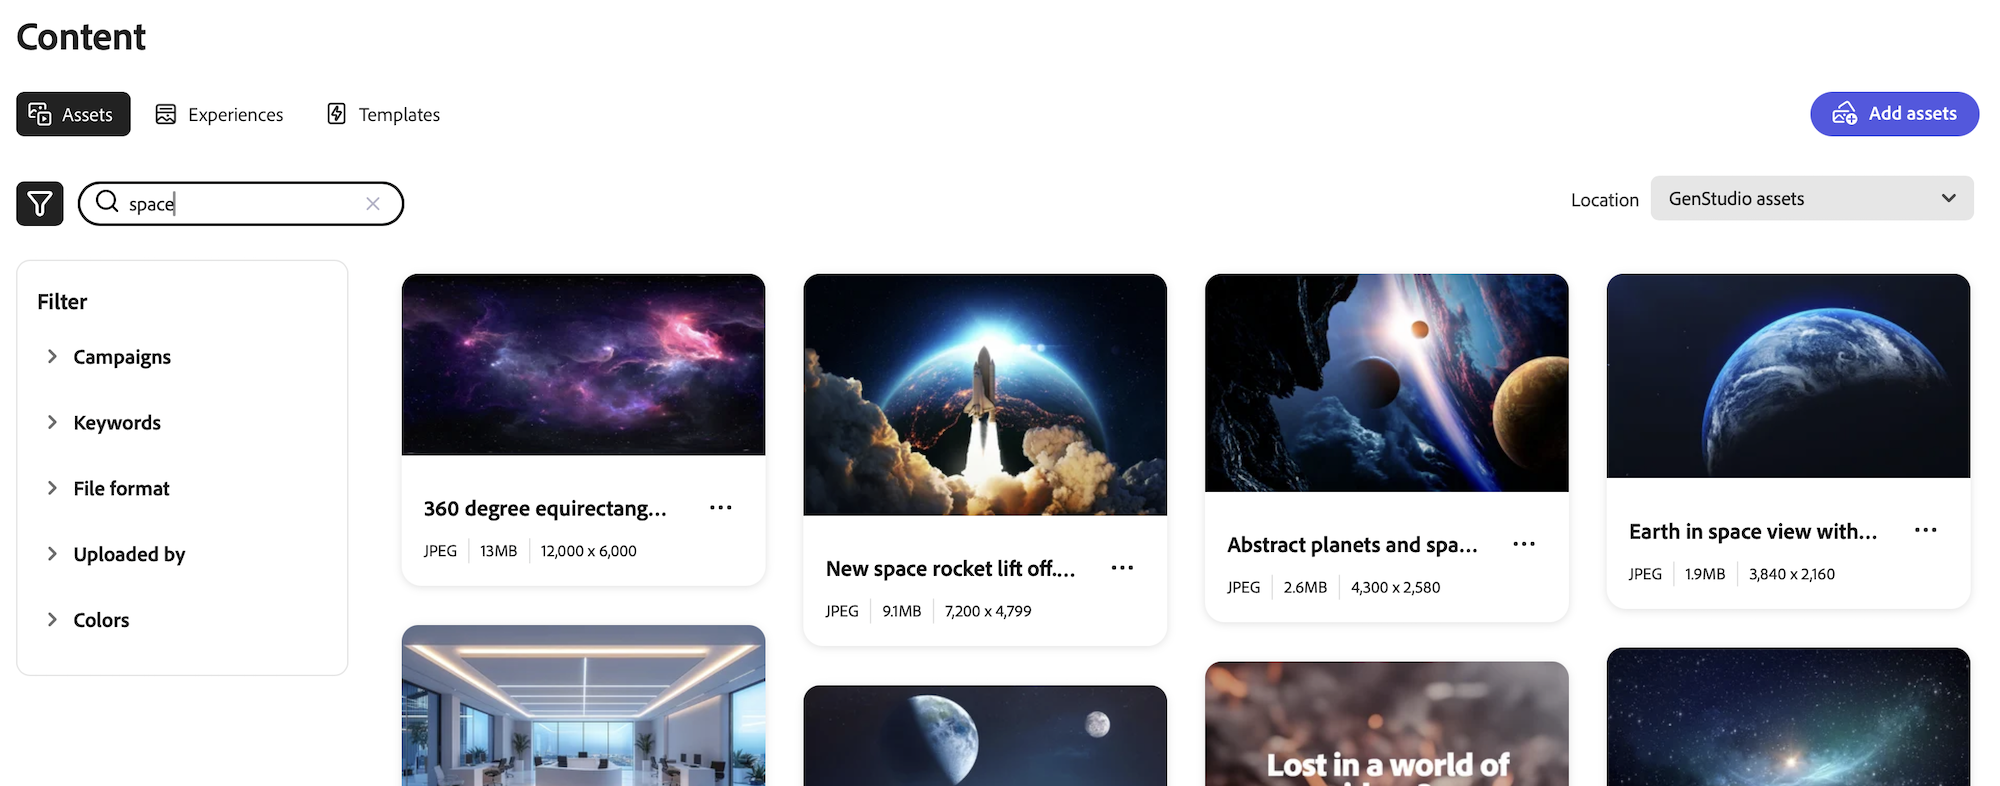 Content
Assets
Experiences
Templates
Add assets
space
Location
GenStudio assets
Filter
Campaigns
Keywords
File format
Uploaded by
Colors
360 degree equirectang...
JPEG 13MB 12,000 x 6,000
New space rocket lift off....
JPEG 9.1MB 7,200 x 4,799
Abstract planets and spa...
JPEG 2.6MB 4,300 x 2,580
Earth in space view with...
JPEG 1.9MB 3,840 x 2,160
Lost in a world of